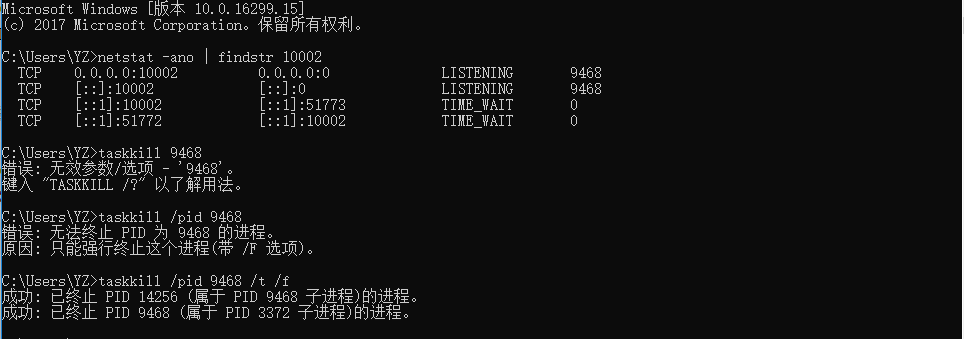 Microsoft Windows [版本 10.0.16299.15]
(c) 2017 Microsoft Corporation。保留所有权利。
C:\Users\YZ>netstat -ano | findstr 10002
TCP    0.0.0.0:10002          0.0.0.0:0              LISTENING       9468
TCP    [::]:10002             [::]:0                 LISTENING       9468
TCP    [::1]:10002            [::1]:51773            TIME_WAIT       0
TCP    [::1]:51772            [::1]:10002            TIME_WAIT       0
C:\Users\YZ>taskkill 9468
错误: 无效参数/选项 - '9468'。
键入 "TASKKILL /?" 以了解用法。
C:\Users\YZ>taskkill /pid 9468
错误: 无法终止 PID 为 9468 的进程。
原因: 只能强行终止这个进程(带 /F 选项)。
C:\Users\YZ>taskkill /pid 9468 /t /f
成功: 已终止 PID 14256 (属于 PID 9468 子进程)的进程。
成功: 已终止 PID 9468 (属于 PID 3372 子进程)的进程。